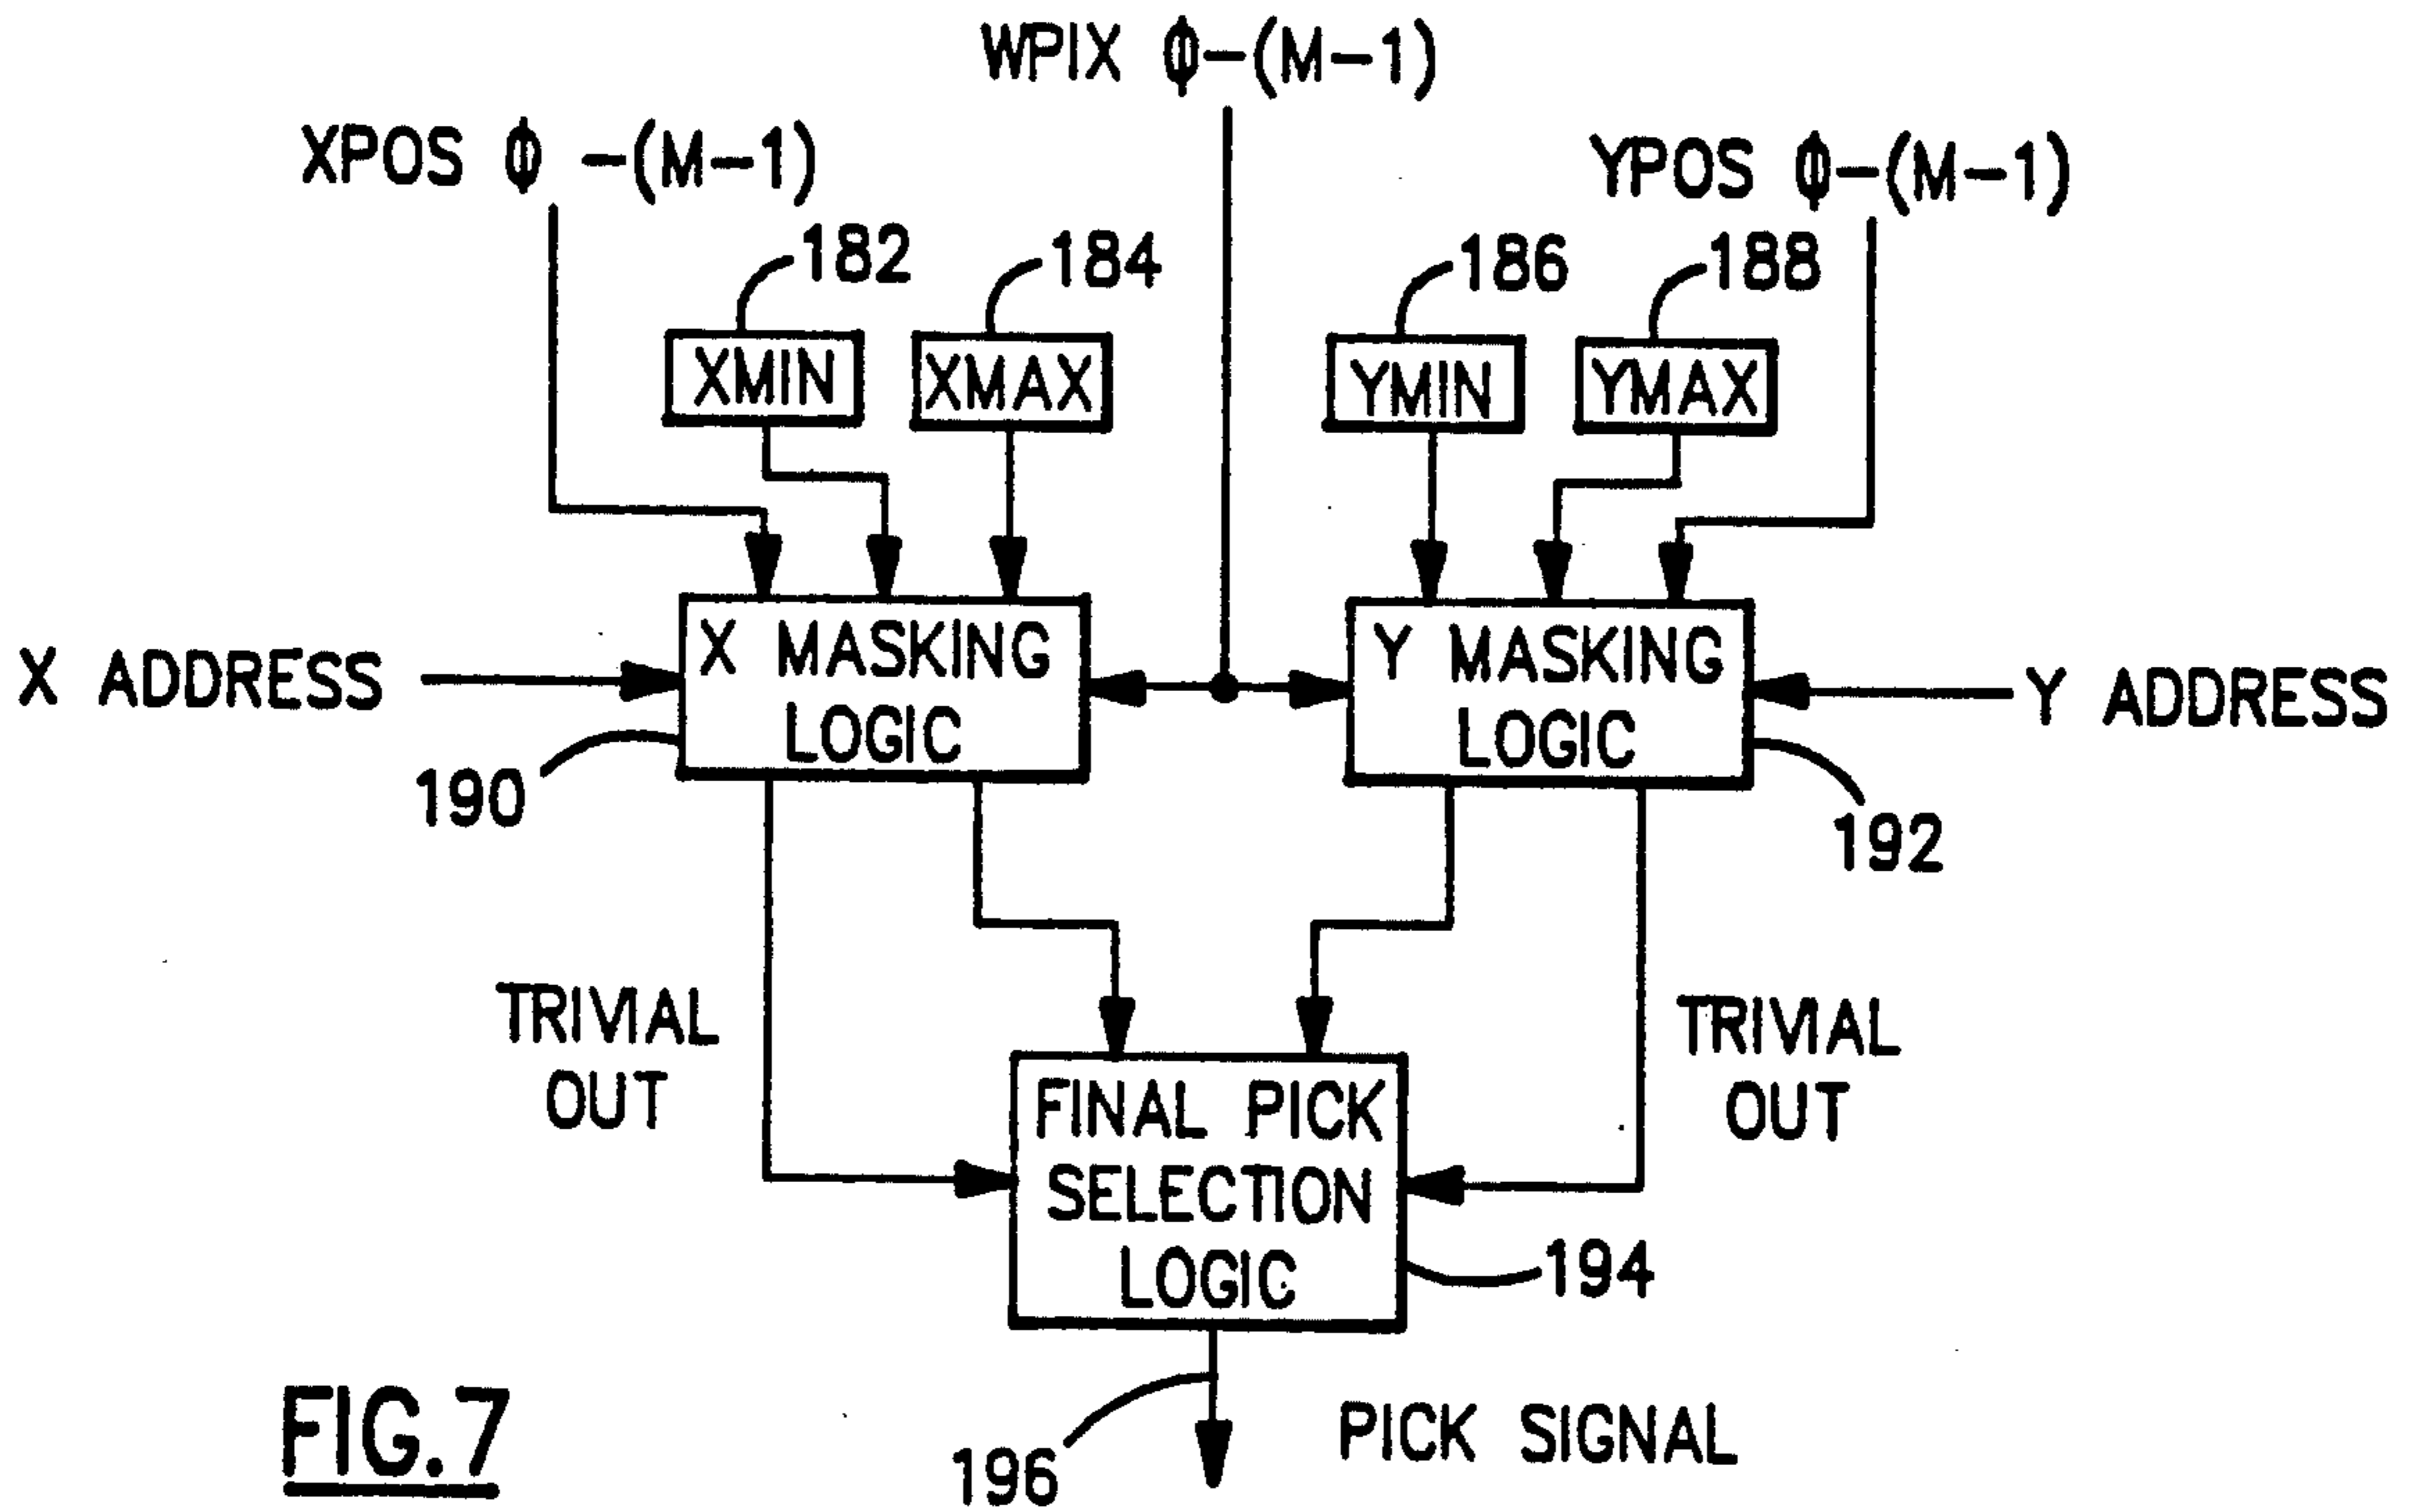 WPIX Φ-(M-1)
XPOS Φ -(M-1)
YPOS Φ-(M-1)
182
184
186
188
XMIN
XMAX
YMIN
YMAX
X ADDRESS
X MASKING
LOGIC
Y MASKING
LOGIC
Y ADDRESS
190
192
TRIVIAL
OUT
TRIVIAL
OUT
FINAL PICK
SELECTION
LOGIC
194
196
PICK SIGNAL
FIG.7